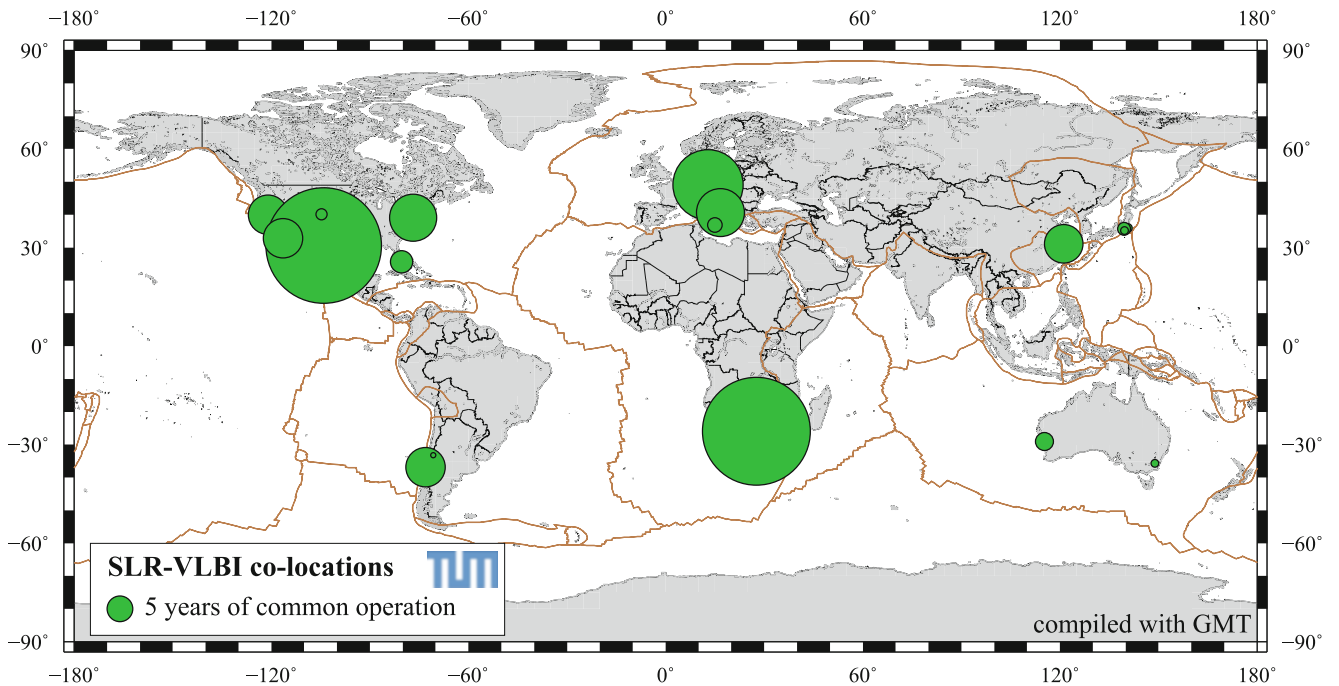 −180˚ −120˚ −60˚ 0˚ 60˚ 120˚ 180˚
90˚ 90˚
60˚ 60˚
30˚ 30˚
0˚ 0˚
−30˚ −30˚
−60˚ −60˚
SLR-VLBI co-locations TUM
5 years of common operation
compiled with GMT
−90˚ −90˚
−180˚ −120˚ −60˚ 0˚ 60˚ 120˚ 180˚